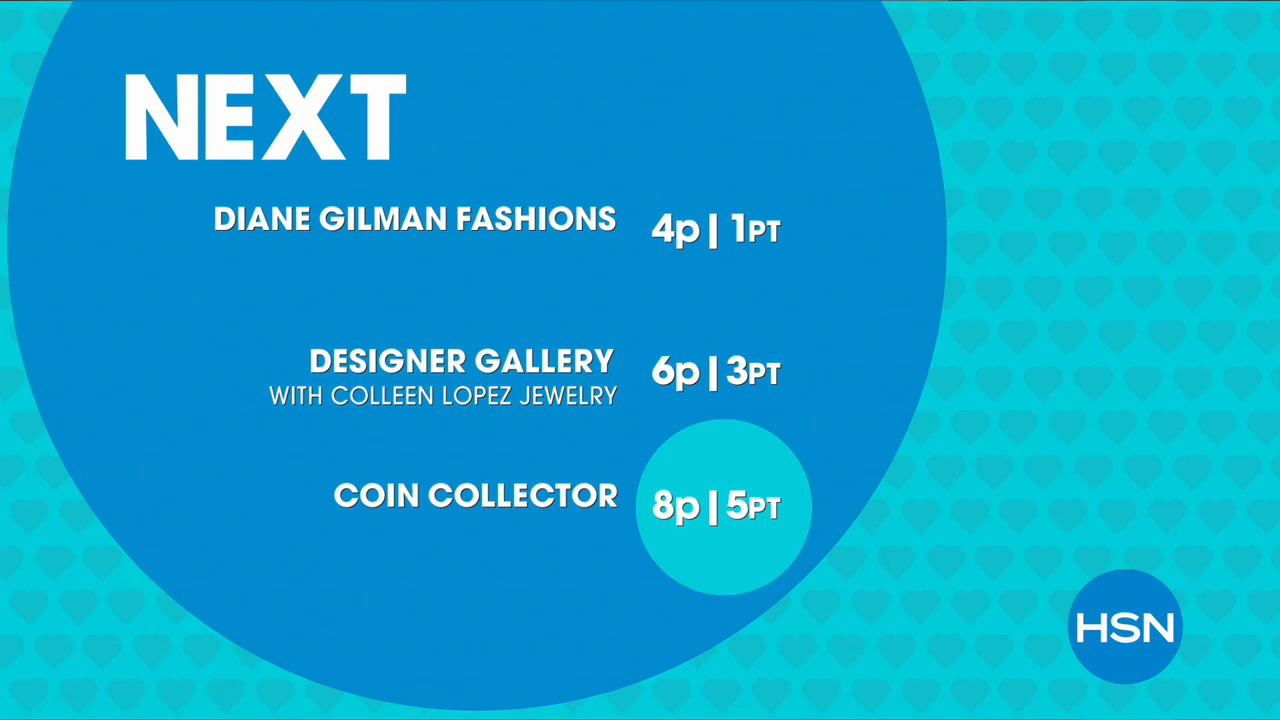 NEXT
DIANE GILMAN FASHIONS 4p | 1PT
DESIGNER GALLERY 6p | 3PT
WITH COLLEEN LOPEZ JEWELRY
COIN COLLECTOR 8p | 5PT
HSN